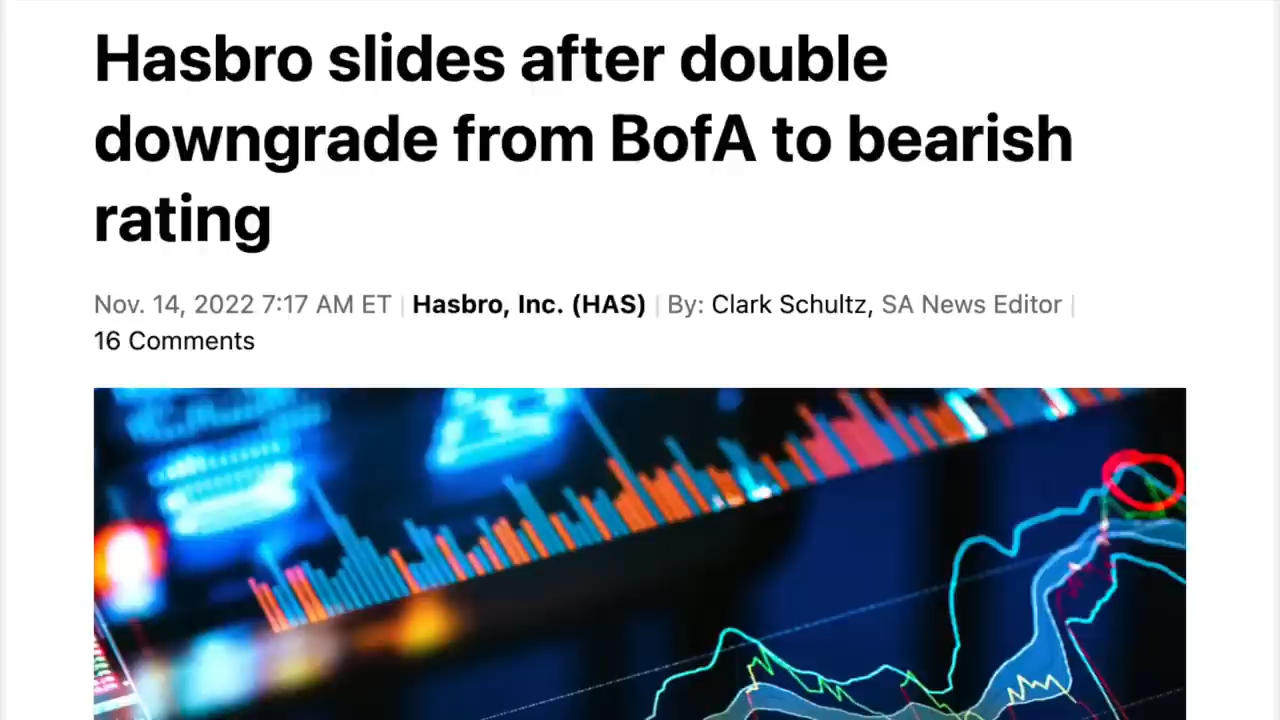 Hasbro slides after double
downgrade from BofA to bearish
rating
Nov. 14, 2022 7:17 AM ET | Hasbro, Inc. (HAS) | By: Clark Schultz, SA News Editor |
16 Comments